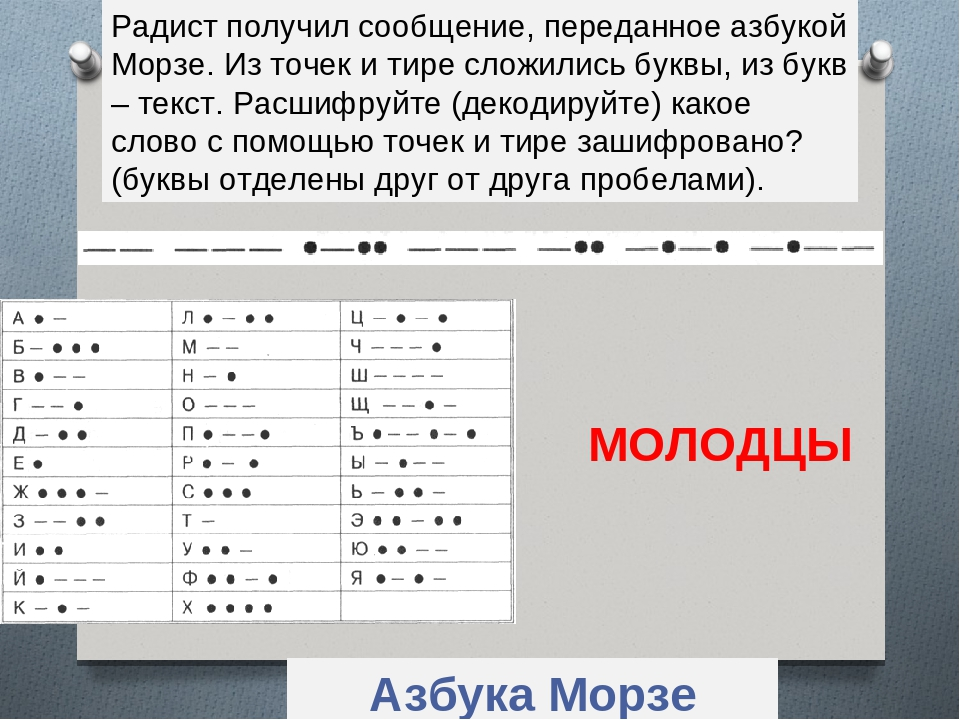 Радист получил сообщение, переданное азбукой
Морзе. Из точек и тире сложились буквы, из букв
– текст. Расшифруйте (декодируйте) какое
слово с помощью точек и тире зашифровано?
(буквы отделены друг от друга пробелами).
— —   — — —   ● — ● ●   — — —   — ● ●   — ● — ●   — ● — —
А ● —   Л ● — ● ●   Ц — ● — ●
Б — ● ● ●   М — —   Ч — — — ●
В ● — —   Н — ●   Ш — — — —
Г — — ●   О — — —   Щ — — ● —
Д — ● ●   П ● — — ●   Ъ ● — — ● — ●
Е ●   Р ● — ●   Ы — ● — —
Ж ● ● ● —   С ● ● ●   Ь — ● ● —
З — — ● ●   Т —   Э ● ● — ● ●
И ● ●   У ● ● —   Ю ● ● — —
Й ● — — —   Ф ● ● — ●   Я ● — ● —
К — ● —   Х ● ● ● ●
МОЛОДЦЫ
Азбука Морзе